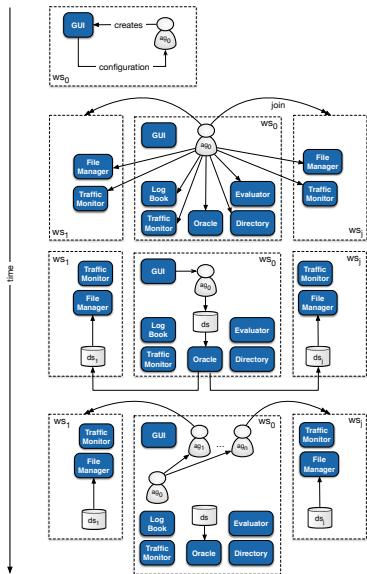 GUI
creates
ag0
configuration
ws0
join
ws0
GUI
ag0
File
Manager
Traffic
Monitor
ws1
Log
Book
Traffic
Monitor
Oracle
Evaluator
Directory
File
Manager
Traffic
Monitor
wsj
time
ws1
Traffic
Monitor
File
Manager
ds1
ws0
GUI
ag0
ds
Log
Book
Traffic
Monitor
Oracle
Evaluator
Directory
wsj
Traffic
Monitor
File
Manager
dsj
ws1
Traffic
Monitor
File
Manager
ds1
ws0
GUI
ag1
...
agn
ag0
ds
Log
Book
Traffic
Monitor
Oracle
Evaluator
Directory
wsj
Traffic
Monitor
File
Manager
dsj